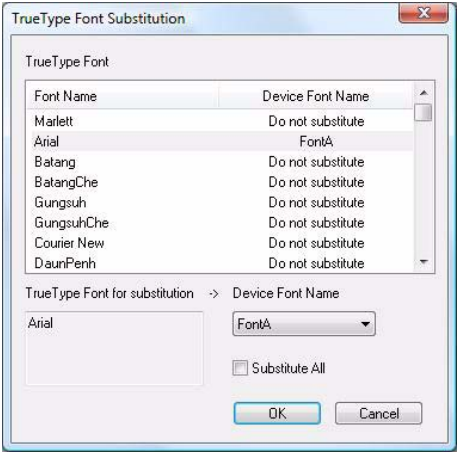 TrueType Font Substitution
TrueType Font
Font Name Device Font Name
Marlett Do not substitute
Arial FontA
Batang Do not substitute
BatangChe Do not substitute
Gungsuh Do not substitute
GungsuhChe Do not substitute
Courier New Do not substitute
DaunPenh Do not substitute
TrueType Font for substitution -> Device Font Name
Arial FontA
Substitute All
OK Cancel